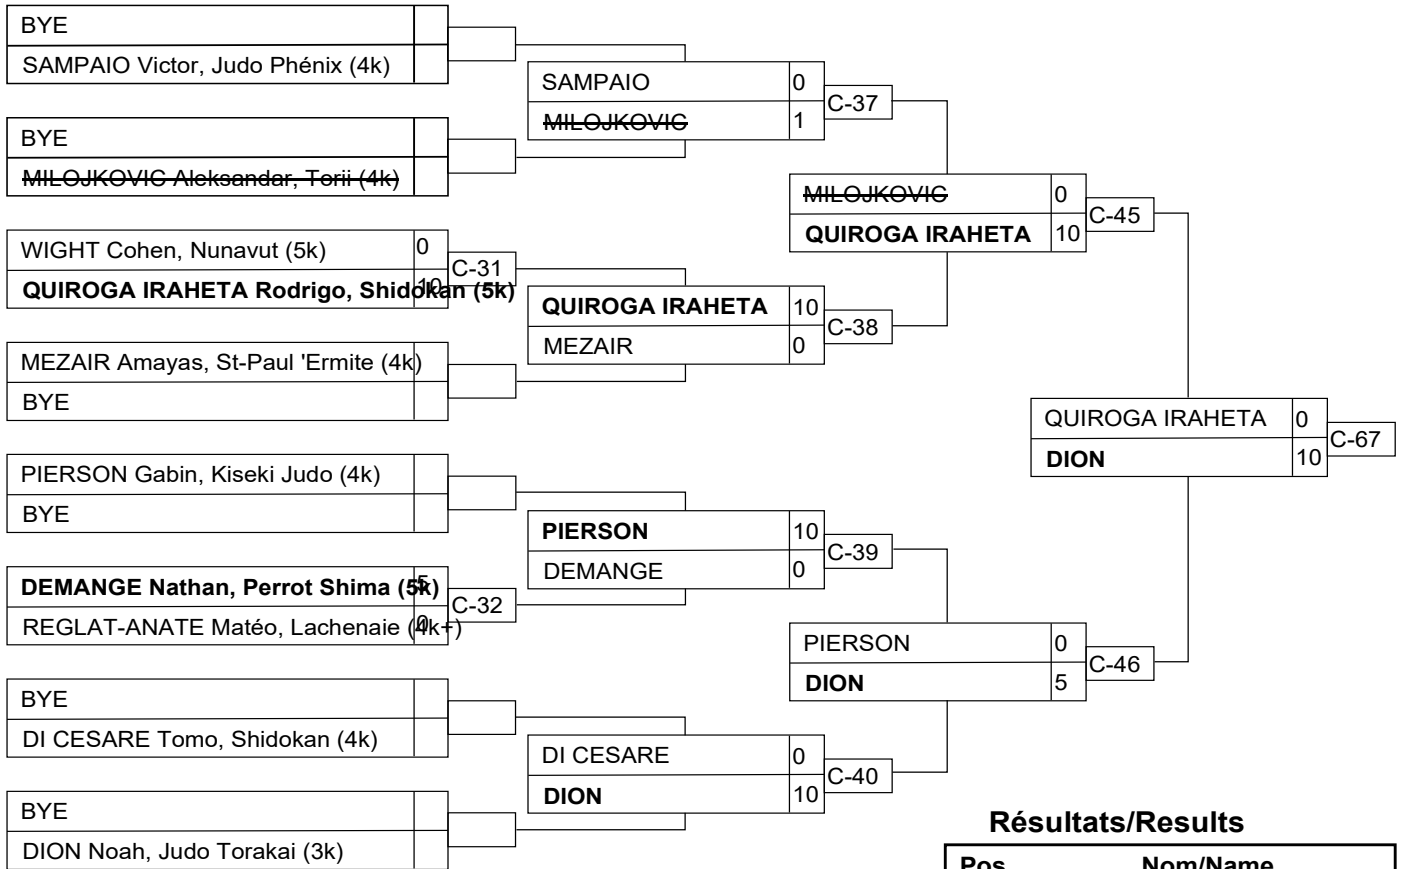 BYE
SAMPAIO Victor, Judo Phénix (4k)
BYE
MILOJKOVIC Aleksandar, Torii (4k)
WIGHT Cohen, Nunavut (5k) 0
QUIROGA IRAHETA Rodrigo, Shidokan (5k) 10
C-31
MEZAIR Amayas, St-Paul 'Ermite (4k)
BYE
PIERSON Gabin, Kiseki Judo (4k)
BYE
DEMANGE Nathan, Perrot Shima (5k) 5
REGLAT-ANATE Matéo, Lachenaie (4k+) 0
C-32
BYE
DI CESARE Tomo, Shidokan (4k)
BYE
DION Noah, Judo Torakai (3k)
SAMPAIO 0
MILOJKOVIC 1
C-37
QUIROGA IRAHETA 10
MEZAIR 0
C-38
PIERSON 10
DEMANGE 0
C-39
DI CESARE 0
DION 10
C-40
MILOJKOVIC 0
QUIROGA IRAHETA 10
C-45
PIERSON 0
DION 5
C-46
QUIROGA IRAHETA 0
DION 10
C-67
Résultats/Results
Pos Nom/Name